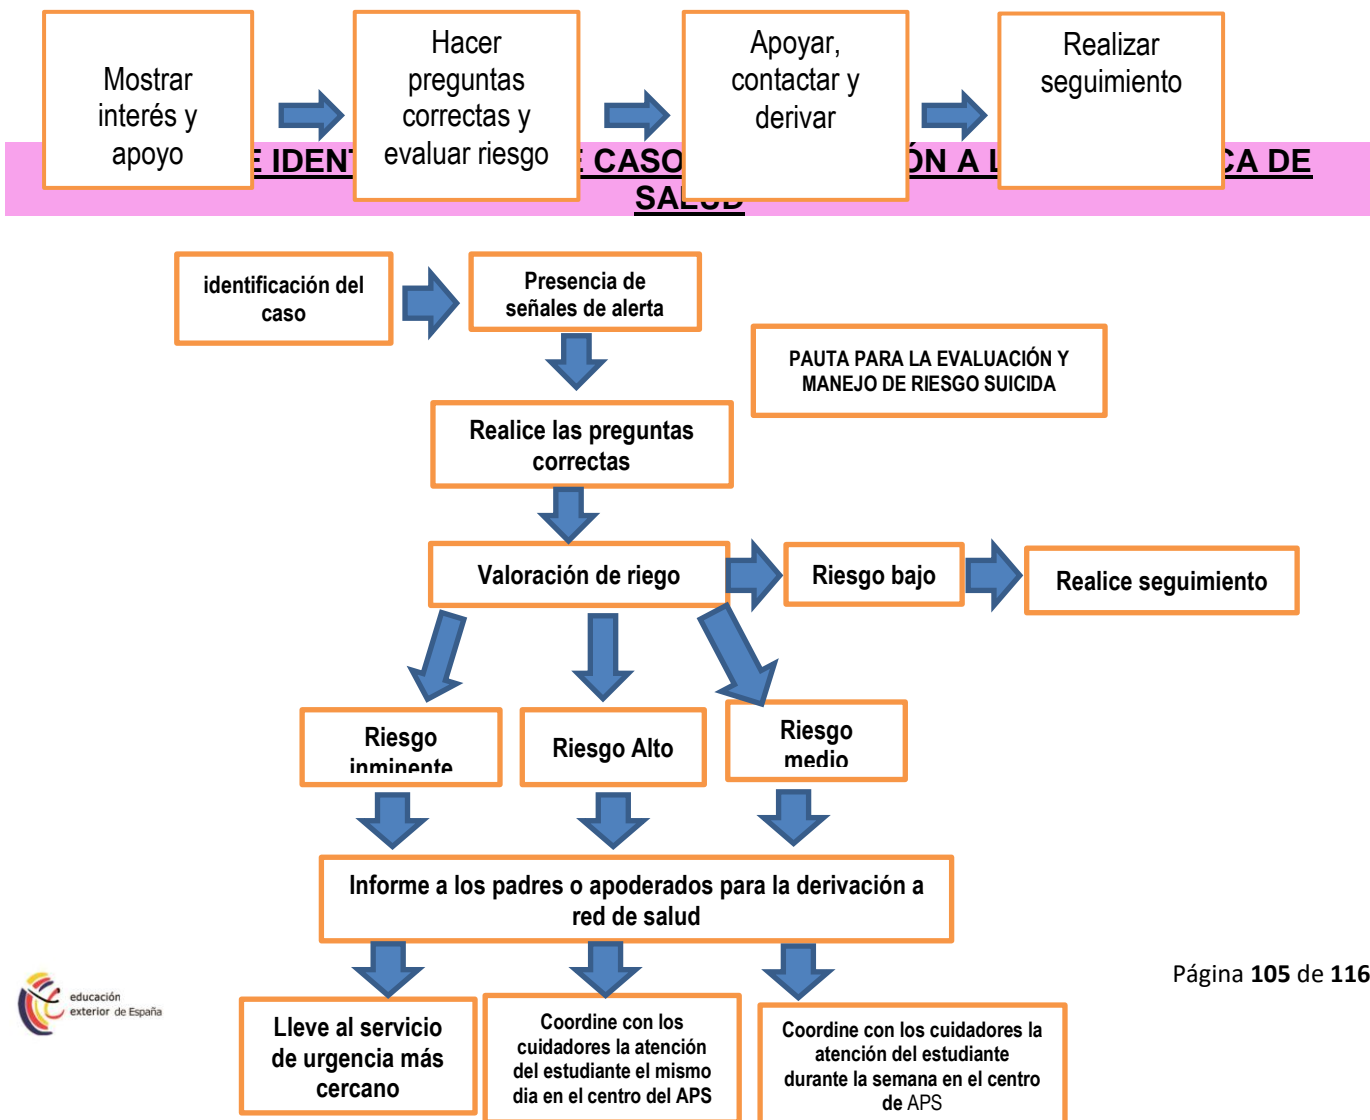 Mostrar
interés y
apoyo
Hacer
preguntas
correctas y
evaluar riesgo
Apoyar,
contactar y
derivar
Realizar
seguimiento
E CASO
ÓN A
CA DE
SALUD
identificación del
caso
Presencia de
señales de alerta
PAUTA PARA LA EVALUACIÓN Y
MANEJO DE RIESGO SUICIDA
Realice las preguntas
correctas
Valoración de riego
Riesgo bajo
Realice seguimiento
Riesgo
inminente
Riesgo Alto
Riesgo
medio
Informe a los padres o apoderados para la derivación a
red de salud
Lleve al servicio
de urgencia más
cercano
Coordine con los
cuidadores la atención
del estudiante el mismo
dia en el centro del APS
Coordine con los cuidadores la
atención del estudiante
durante la semana en el centro
de APS
educación
exterior de España
Página 105 de 116